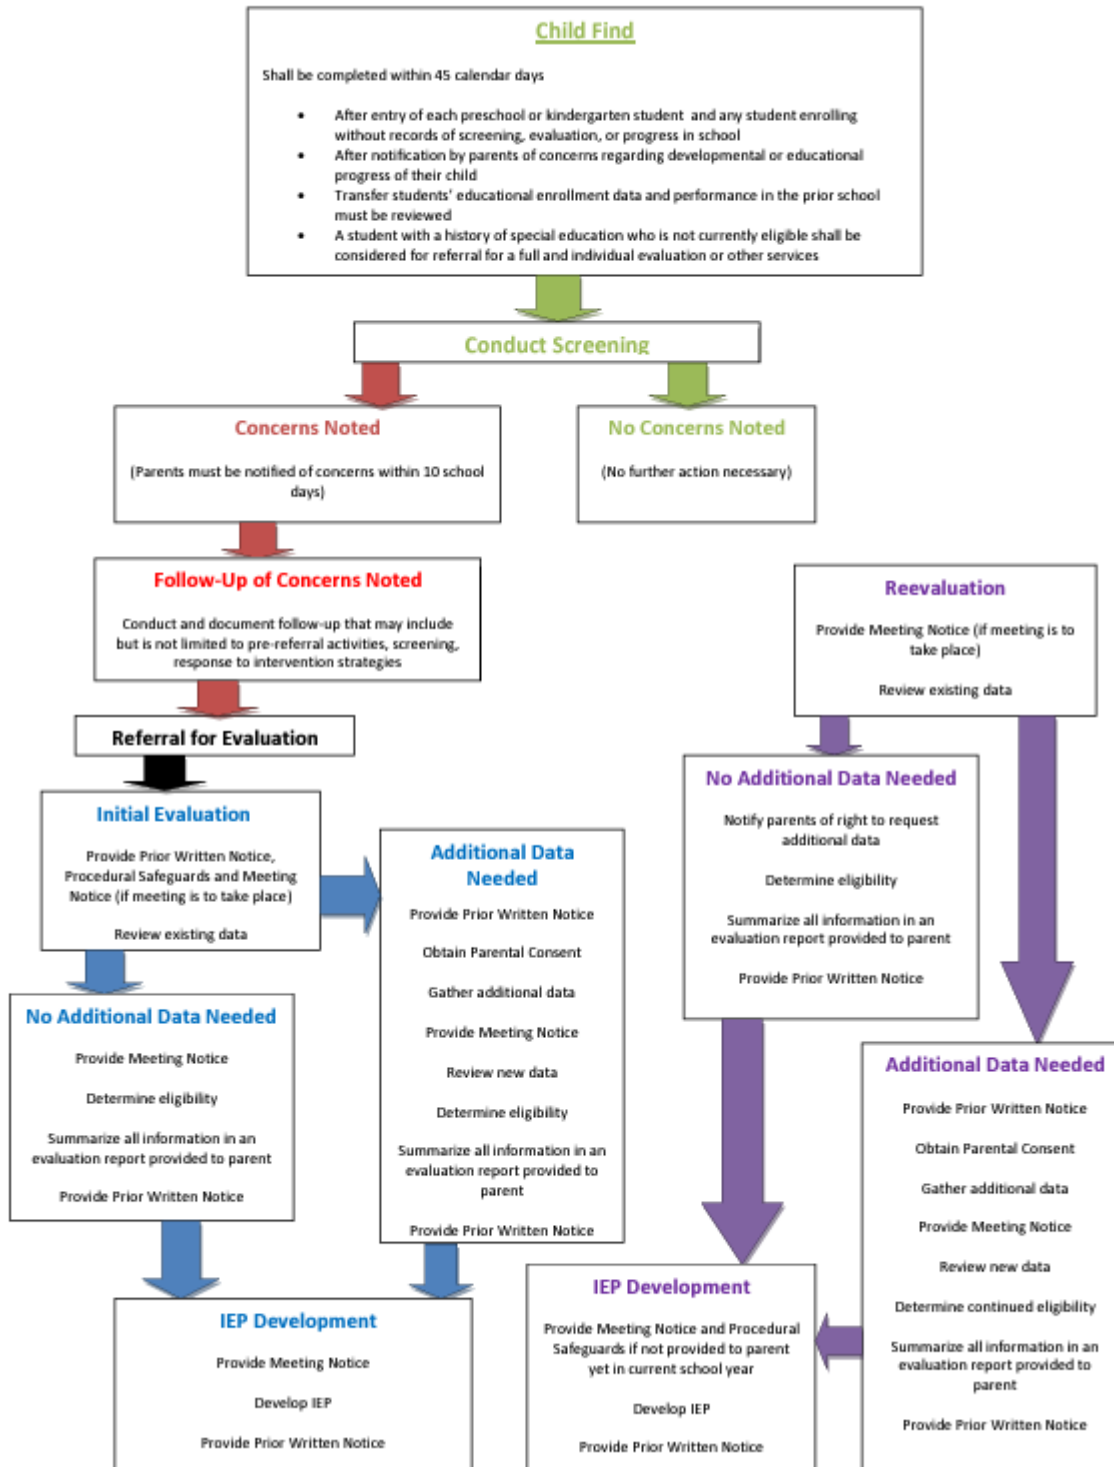 Child Find
Shall be completed within 45 calendar days
• After entry of each preschool or kindergarten student and any student enrolling
without records of screening, evaluation, or progress in school
• After notification by parents of concerns regarding developmental or educational
progress of their child
• Transfer students' educational enrollment data and performance in the prior school
must be reviewed
• A student with a history of special education who is not currently eligible shall be
considered for referral for a full and individual evaluation or other services
Conduct Screening
Concerns Noted
(Parents must be notified of concerns within 10 school
days)
No Concerns Noted
(No further action necessary)
Follow-Up of Concerns Noted
Conduct and document follow-up that may include
but is not limited to pre-referral activities, screening,
response to intervention strategies
Referral for Evaluation
Initial Evaluation
Provide Prior Written Notice,
Procedural Safeguards and Meeting
Notice (if meeting is to take place)
Review existing data
No Additional Data Needed
Provide Meeting Notice
Determine eligibility
Summarize all information in an
evaluation report provided to parent
Provide Prior Written Notice
Additional Data
Needed
Provide Prior Written Notice
Obtain Parental Consent
Gather additional data
Provide Meeting Notice
Review new data
Determine eligibility
Summarize all information in an
evaluation report provided to
parent
Provide Prior Written Notice
IEP Development
Provide Meeting Notice
Develop IEP
Provide Prior Written Notice
Reevaluation
Provide Meeting Notice (if meeting is to
take place)
Review existing data
No Additional Data Needed
Notify parents of right to request
additional data
Determine eligibility
Summarize all information in an
evaluation report provided to parent
Provide Prior Written Notice
Additional Data Needed
Provide Prior Written Notice
Obtain Parental Consent
Gather additional data
Provide Meeting Notice
Review new data
Determine continued eligibility
Summarize all information in an
evaluation report provided to
parent
Provide Prior Written Notice
IEP Development
Provide Meeting Notice and Procedural
Safeguards if not provided to parent
yet in current school year
Develop IEP
Provide Prior Written Notice